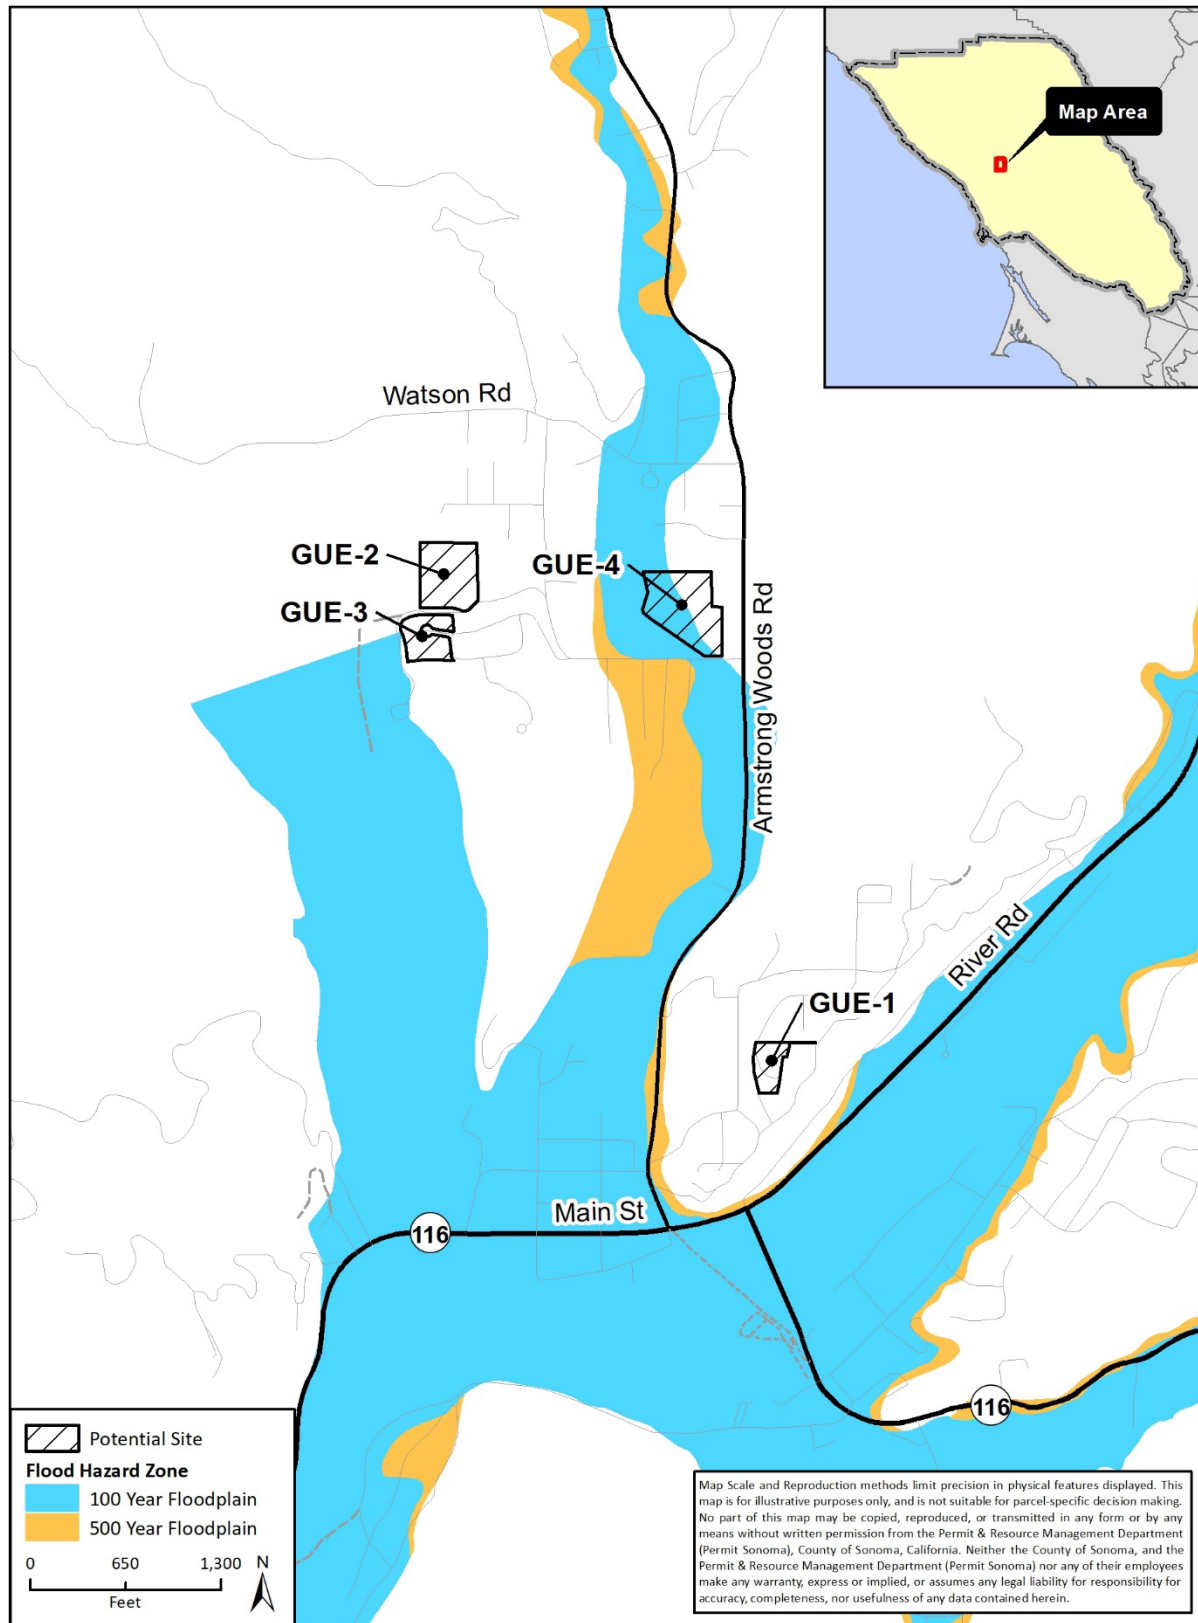 Map Area
Watson Rd
GUE-2
GUE-4
GUE-3
Armstrong Woods Rd
River Rd
GUE-1
Main St
116
116
Potential Site
Flood Hazard Zone
100 Year Floodplain
500 Year Floodplain
0 650 1,300 N
Feet
Map Scale and Reproduction methods limit precision in physical features displayed. This
map is for illustrative purposes only, and is not suitable for parcel-specific decision making.
No part of this map may be copied, reproduced, or transmitted in any form or by any
means without written permission from the Permit & Resource Management Department
(Permit Sonoma), County of Sonoma, California. Neither the County of Sonoma, and the
Permit & Resource Management Department (Permit Sonoma) nor any of their employees
make any warranty, express or implied, or assumes any legal liability for responsibility for
accuracy, completeness, nor usefulness of any data contained herein.